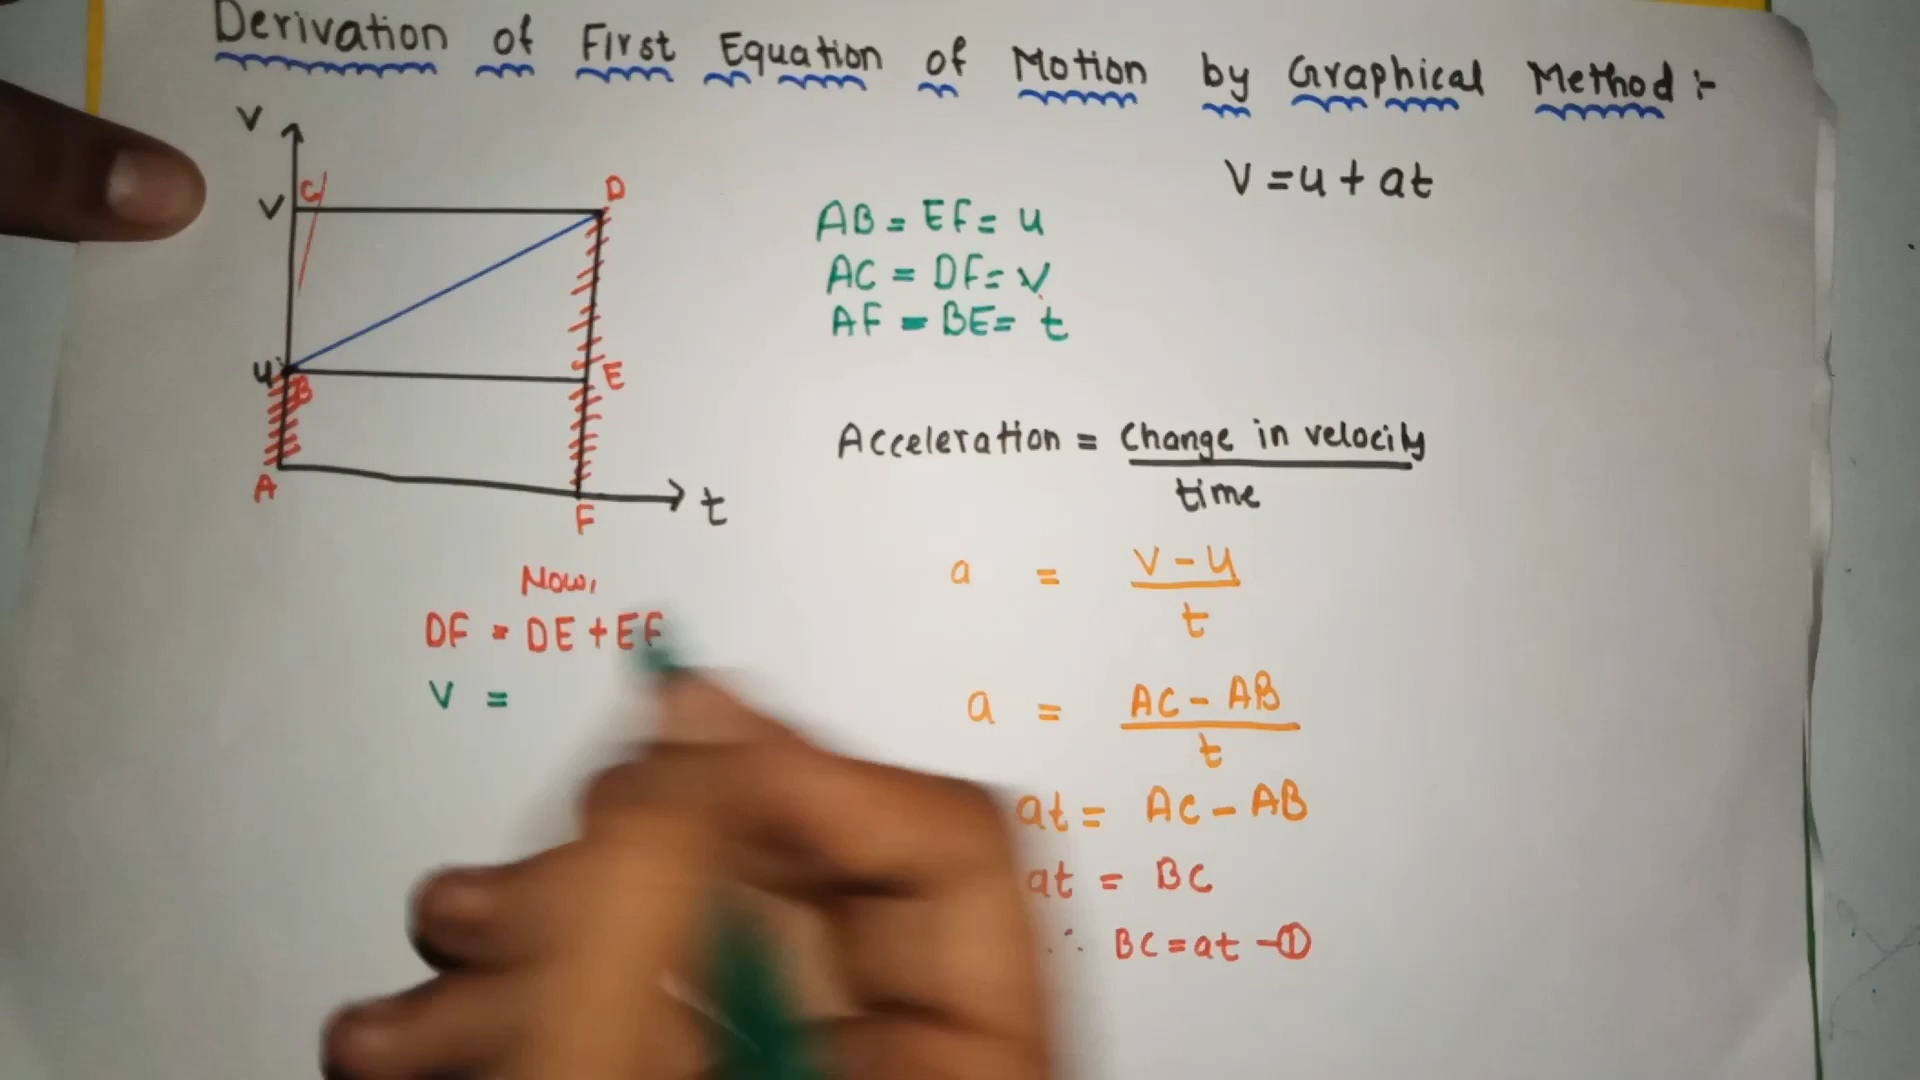 Derivation of First Equation of Motion by Graphical Method :-
V = u + at
V
V
C
D
u
B
E
A
F
t
AB = EF = u
AC = DF = V
AF = BE = t
Acceleration = Change in velocity
time
a = V - u
t
a = AC - AB
t
at = AC - AB
at = BC
∴ BC = at - ①
Now,
DF = DE + EF
V =